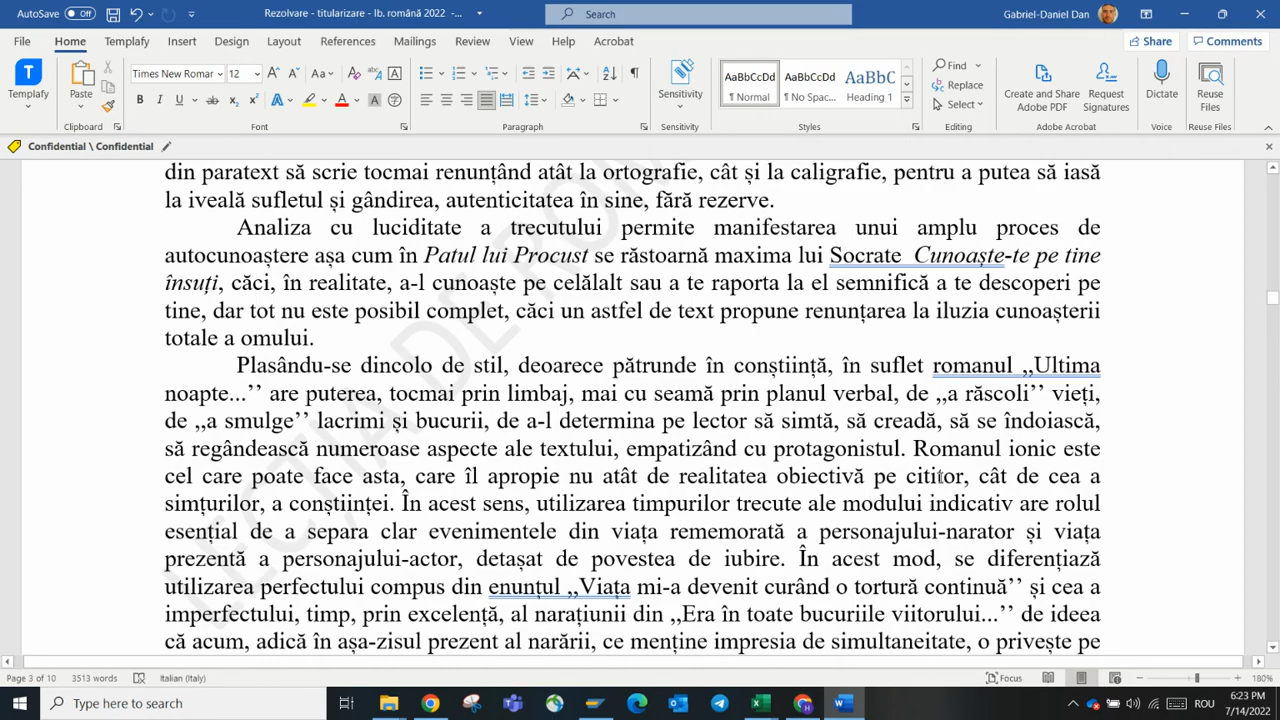 AutoSave Off Rezolvare - titularizare - lb. română 2022 -... Search Gabriel-Daniel Dan
File Home Templafy Insert Design Layout References Mailings Review View Help Acrobat Share Comments
Templafy Paste Times New Roman 12 Sensitivity AaBbCcDd AaBbCcDd AaBbC Find Replace Select Create and Share Adobe PDF Request Signatures Dictate Reuse Files
¶ Normal ¶ No Spac... Heading 1
Clipboard Font Paragraph Sensitivity Styles Editing Adobe Acrobat Voice Reuse Files
Confidential \ Confidential
din paratext să scrie tocmai renunțând atât la ortografie, cât și la caligrafie, pentru a putea să iasă
la iveală sufletul și gândirea, autenticitatea în sine, fără rezerve.
Analiza cu luciditate a trecutului permite manifestarea unui amplu proces de
autocunoaștere așa cum în Patul lui Procust se răstoarnă maxima lui Socrate Cunoaște-te pe tine
însuți, căci, în realitate, a-l cunoaște pe celălalt sau a te raporta la el semnifică a te descoperi pe
tine, dar tot nu este posibil complet, căci un astfel de text propune renunțarea la iluzia cunoașterii
totale a omului.
Plasându-se dincolo de stil, deoarece pătrunde în conștiință, în suflet romanul ,,Ultima
noapte...’’ are puterea, tocmai prin limbaj, mai cu seamă prin planul verbal, de ,,a răscoli’’ vieți,
de ,,a smulge’’ lacrimi și bucurii, de a-l determina pe lector să simtă, să creadă, să se îndoiască,
să regândească numeroase aspecte ale textului, empatizând cu protagonistul. Romanul ionic este
cel care poate face asta, care îl apropie nu atât de realitatea obiectivă pe cititor, cât de cea a
simțurilor, a conștienței. În acest sens, utilizarea timpurilor trecute ale modului indicativ are rolul
esențial de a separa clar evenimentele din viața rememorată a personajului-narator și viața
prezentă a personajului-actor, detașat de povestea de iubire. În acest mod, se diferențiază
utilizarea perfectului compus din enunțul ,,Viața mi-a devenit curând o tortură continuă’’ și cea a
imperfectului, timp, prin excelență, al narațiunii din ,,Era în toate bucuriile viitorului...’’ de ideea
că acum, adică în așa-zisul prezent al narării, ce menține impresia de simultaneitate, o privește pe
Page 3 of 10 3513 words Italian (Italy) Focus 180%
Type here to search ROU 6:23 PM
7/14/2022